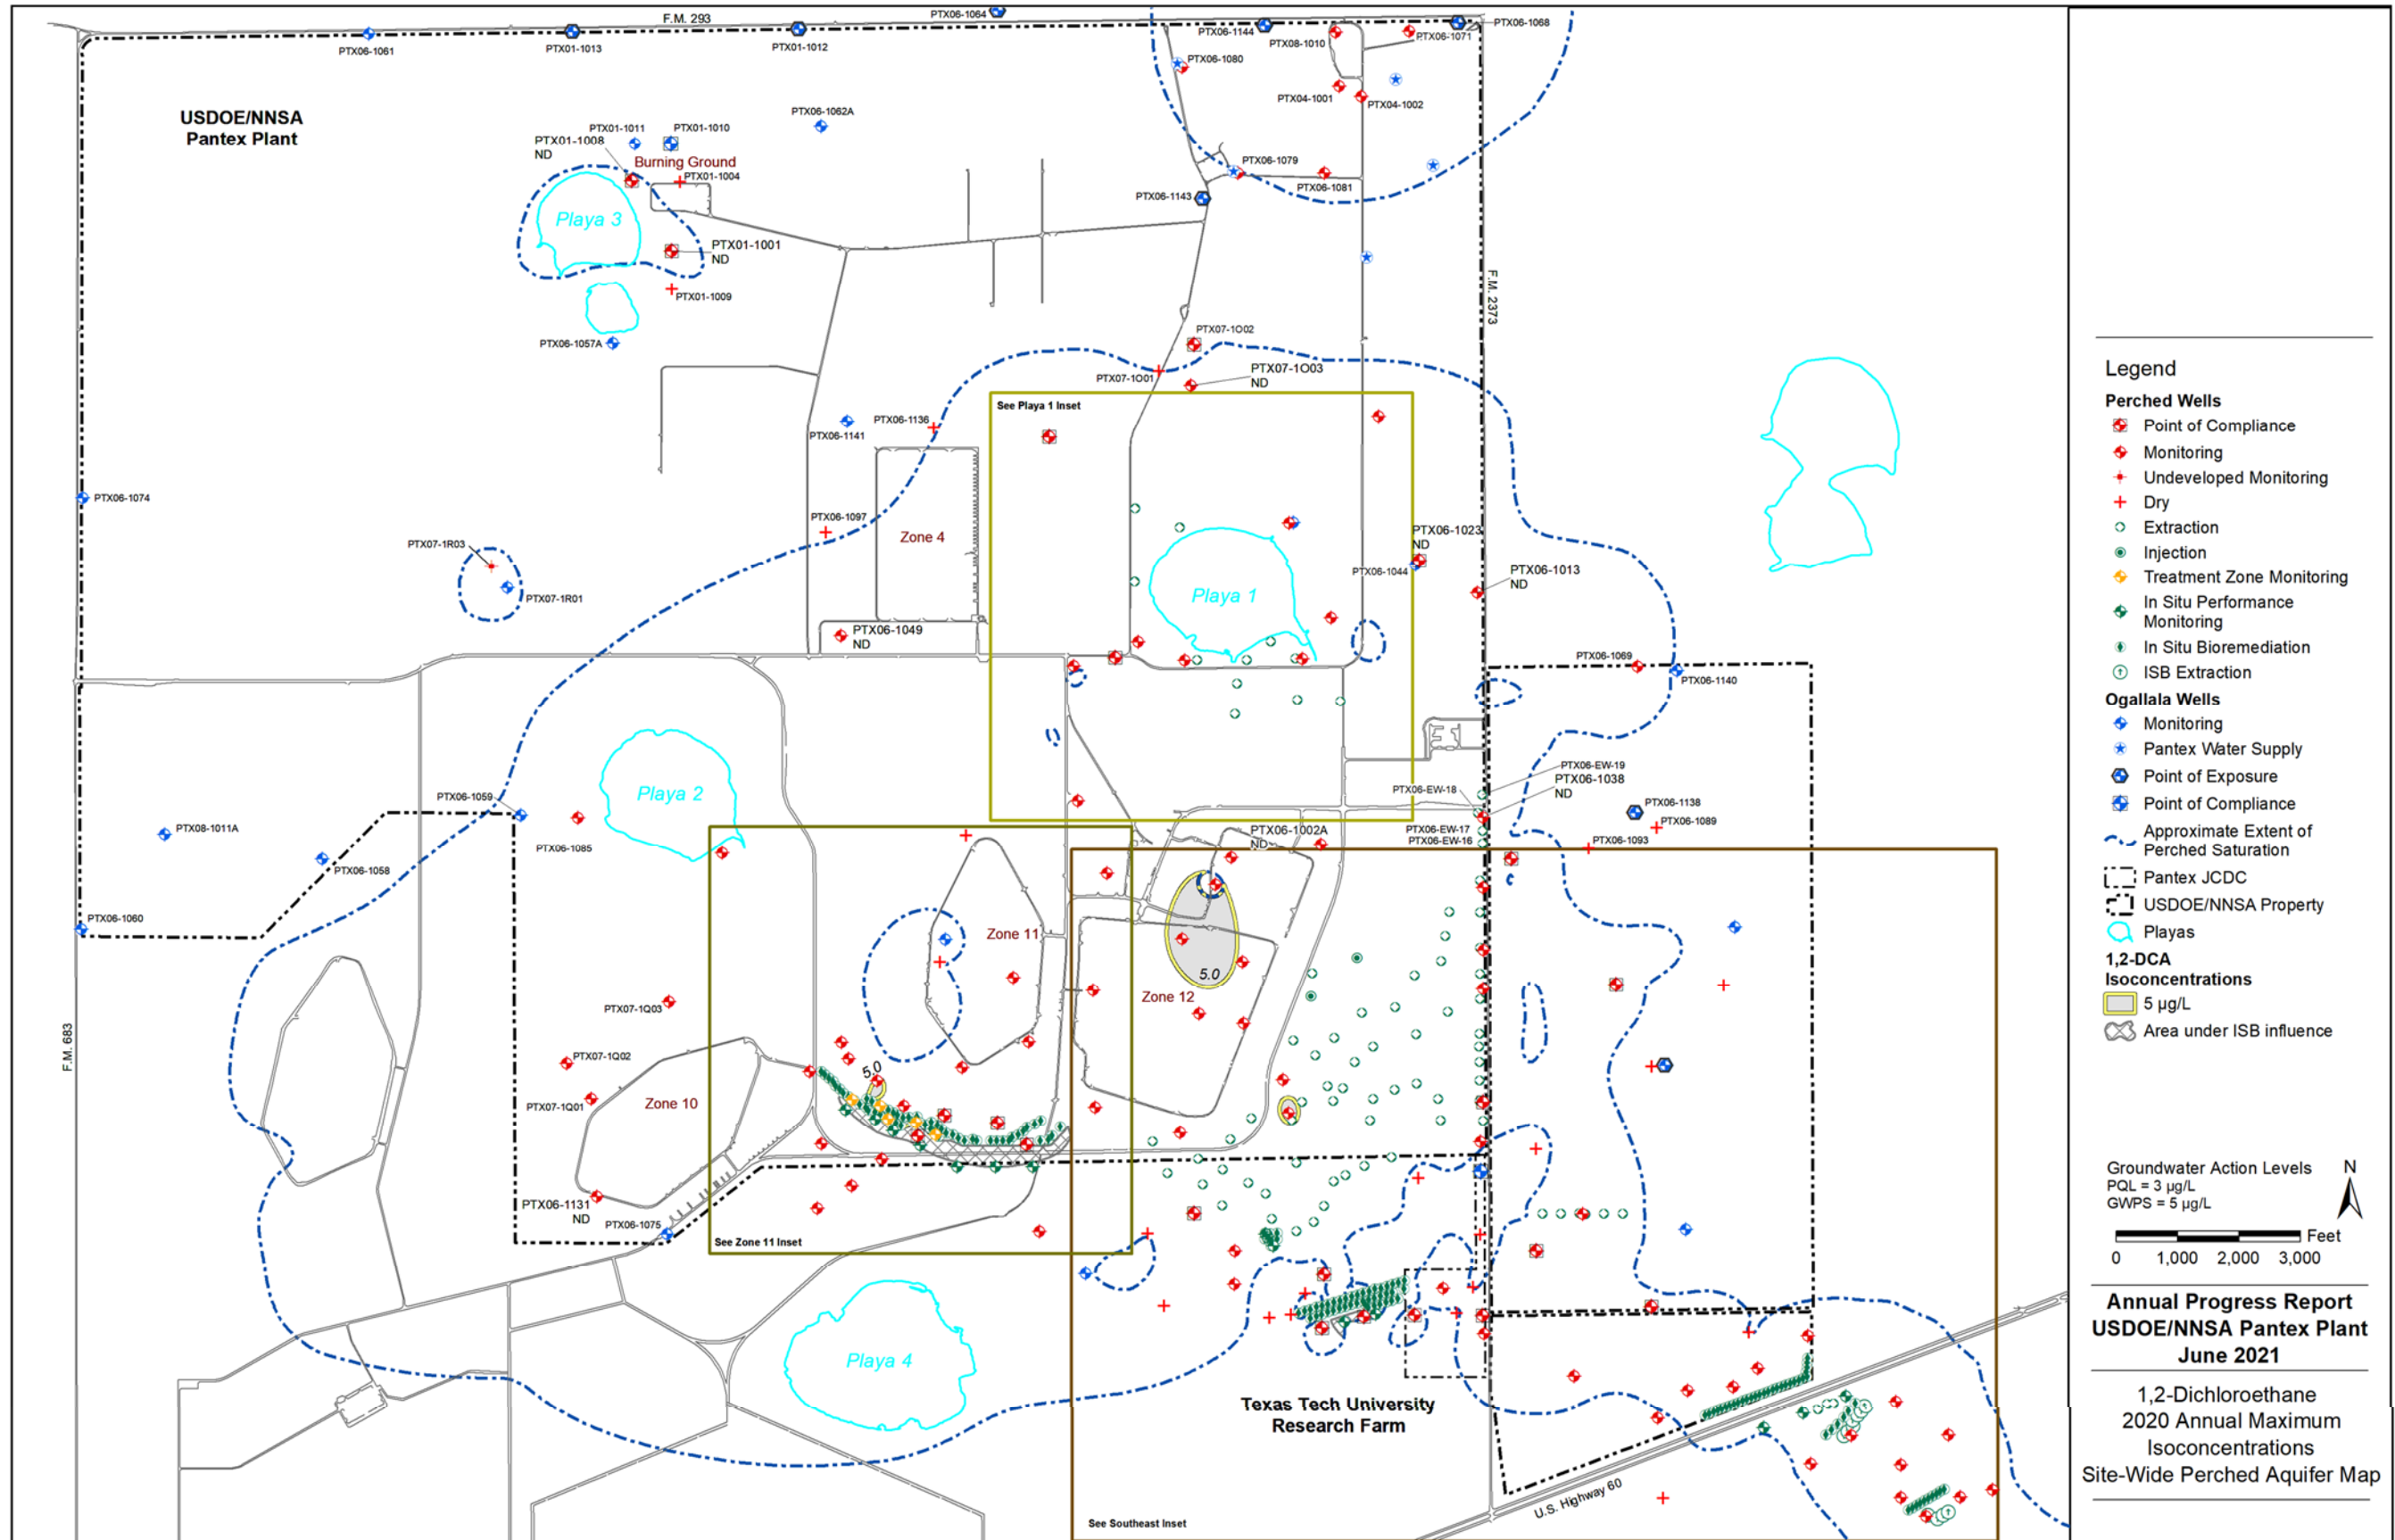 F.M. 293
PTX06-1064
PTX06-1061
PTX01-1013
PTX01-1012
PTX06-1144
PTX08-1010
PTX06-1071
PTX06-1068
PTX06-1080
PTX04-1001
PTX04-1002
USDOE/NNSA
Pantex Plant
PTX06-1062A
PTX01-1011
PTX01-1010
PTX01-1008
ND
Burning Ground
PTX01-1004
PTX06-1079
PTX06-1081
PTX06-1143
Playa 3
PTX01-1001
ND
PTX01-1009
PTX06-1057A
F.M. 2373
PTX07-1O02
PTX07-1O01
PTX07-1O03
ND
See Playa 1 Inset
PTX06-1136
PTX06-1141
PTX06-1074
PTX06-1097
Zone 4
PTX06-1023
ND
PTX06-1044
PTX06-1013
ND
PTX07-1R03
PTX07-1R01
Playa 1
PTX06-1049
ND
PTX06-1069
PTX06-1140
Playa 2
PTX06-1059
PTX06-EW-19
PTX06-1038
ND
PTX06-EW-18
PTX06-1138
PTX06-1089
PTX08-1011A
PTX06-1085
PTX06-1058
PTX06-1002A
ND
PTX06-EW-17
PTX06-EW-16
PTX06-1093
PTX06-1060
Zone 11
5.0
Zone 12
PTX07-1Q03
F.M. 683
PTX07-1Q02
5.0
PTX07-1Q01
Zone 10
PTX06-1131
ND
PTX06-1075
See Zone 11 Inset
Playa 4
Texas Tech University
Research Farm
U.S. Highway 60
See Southeast Inset
Legend
Perched Wells
Point of Compliance
Monitoring
Undeveloped Monitoring
Dry
Extraction
Injection
Treatment Zone Monitoring
In Situ Performance
Monitoring
In Situ Bioremediation
ISB Extraction
Ogallala Wells
Monitoring
Pantex Water Supply
Point of Exposure
Point of Compliance
Approximate Extent of
Perched Saturation
Pantex JCDC
USDOE/NNSA Property
Playas
1,2-DCA
Isoconcentrations
5 µg/L
Area under ISB influence
Groundwater Action Levels
PQL = 3 µg/L
GWPS = 5 µg/L
N
Feet
0 1,000 2,000 3,000
Annual Progress Report
USDOE/NNSA Pantex Plant
June 2021
1,2-Dichloroethane
2020 Annual Maximum
Isoconcentrations
Site-Wide Perched Aquifer Map